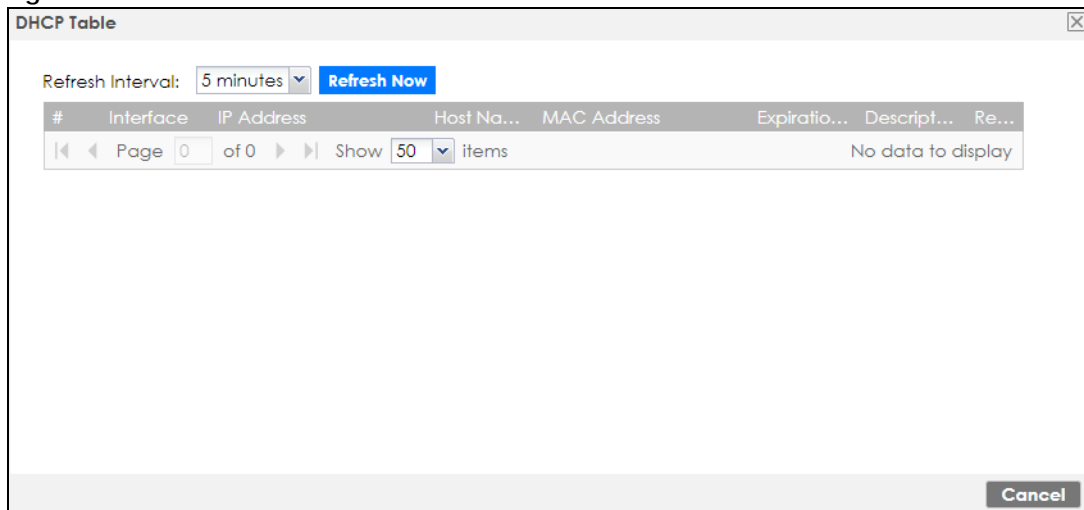 DHCP Table
Refresh Interval: 5 minutes Refresh Now
# Interface IP Address Host Na... MAC Address Expiratio... Descript... Re...
Page 0 of 0 Show 50 items No data to display
Cancel